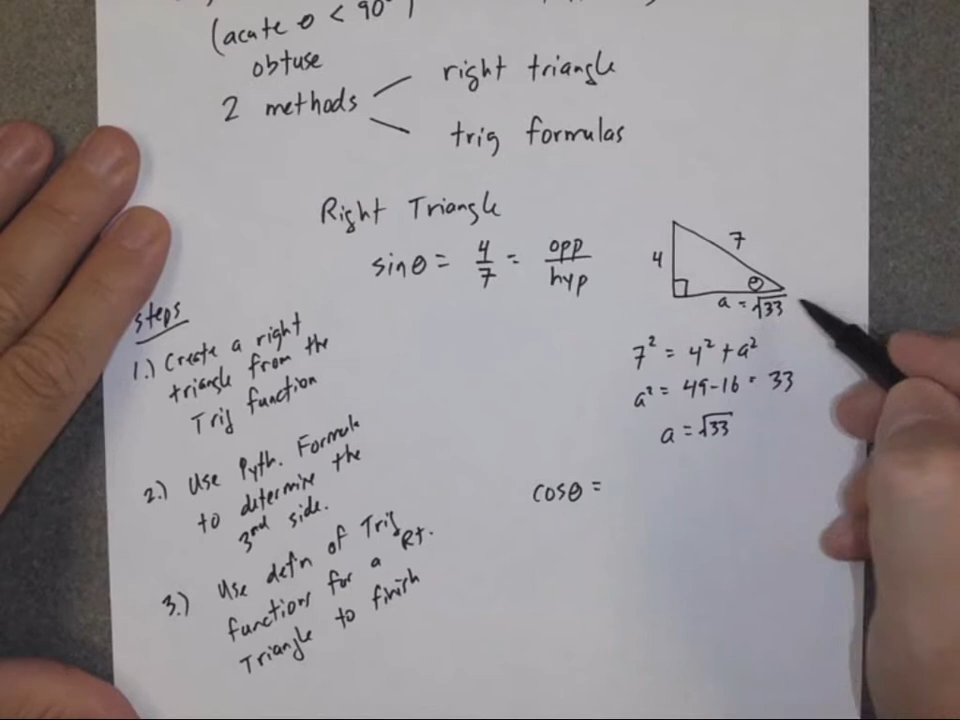 (acute θ < 90°)
obtuse
2 methods
right triangle
trig formulas
Right Triangle
sinθ = 4/7 = opp/hyp
4
7
θ
a = √33
7² = 4² + a²
a² = 49-16 = 33
a = √33
cosθ =
steps
1.) Create a right
triangle from the
Trig function
2.) Use Pyth. Formula
to determine the
3rd side.
3.) Use defn of Trig
functions for a Rt.
Triangle to finish